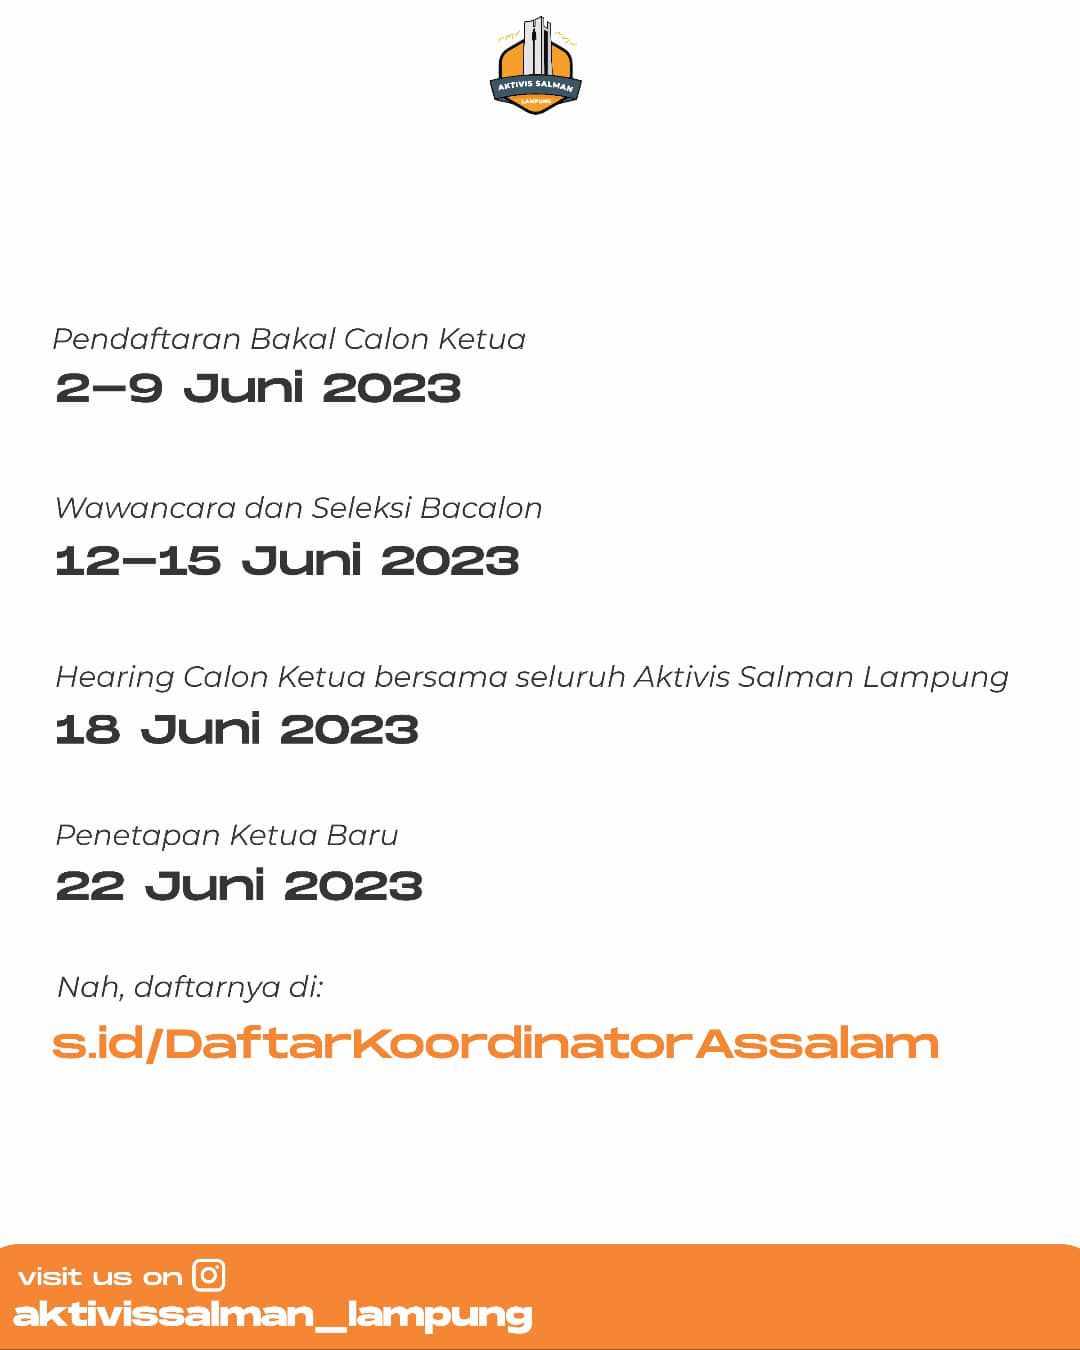 AKTIVIS SALMAN
LAMPUNG
Pendaftaran Bakal Calon Ketua
2—9 Juni 2023
Wawancara dan Seleksi Bacalon
12—15 Juni 2023
Hearing Calon Ketua bersama seluruh Aktivis Salman Lampung
18 Juni 2023
Penetapan Ketua Baru
22 Juni 2023
Nah, daftarnya di:
s.id/DaftarKoordinatorAssalam
visit us on
aktivissalman_lampung